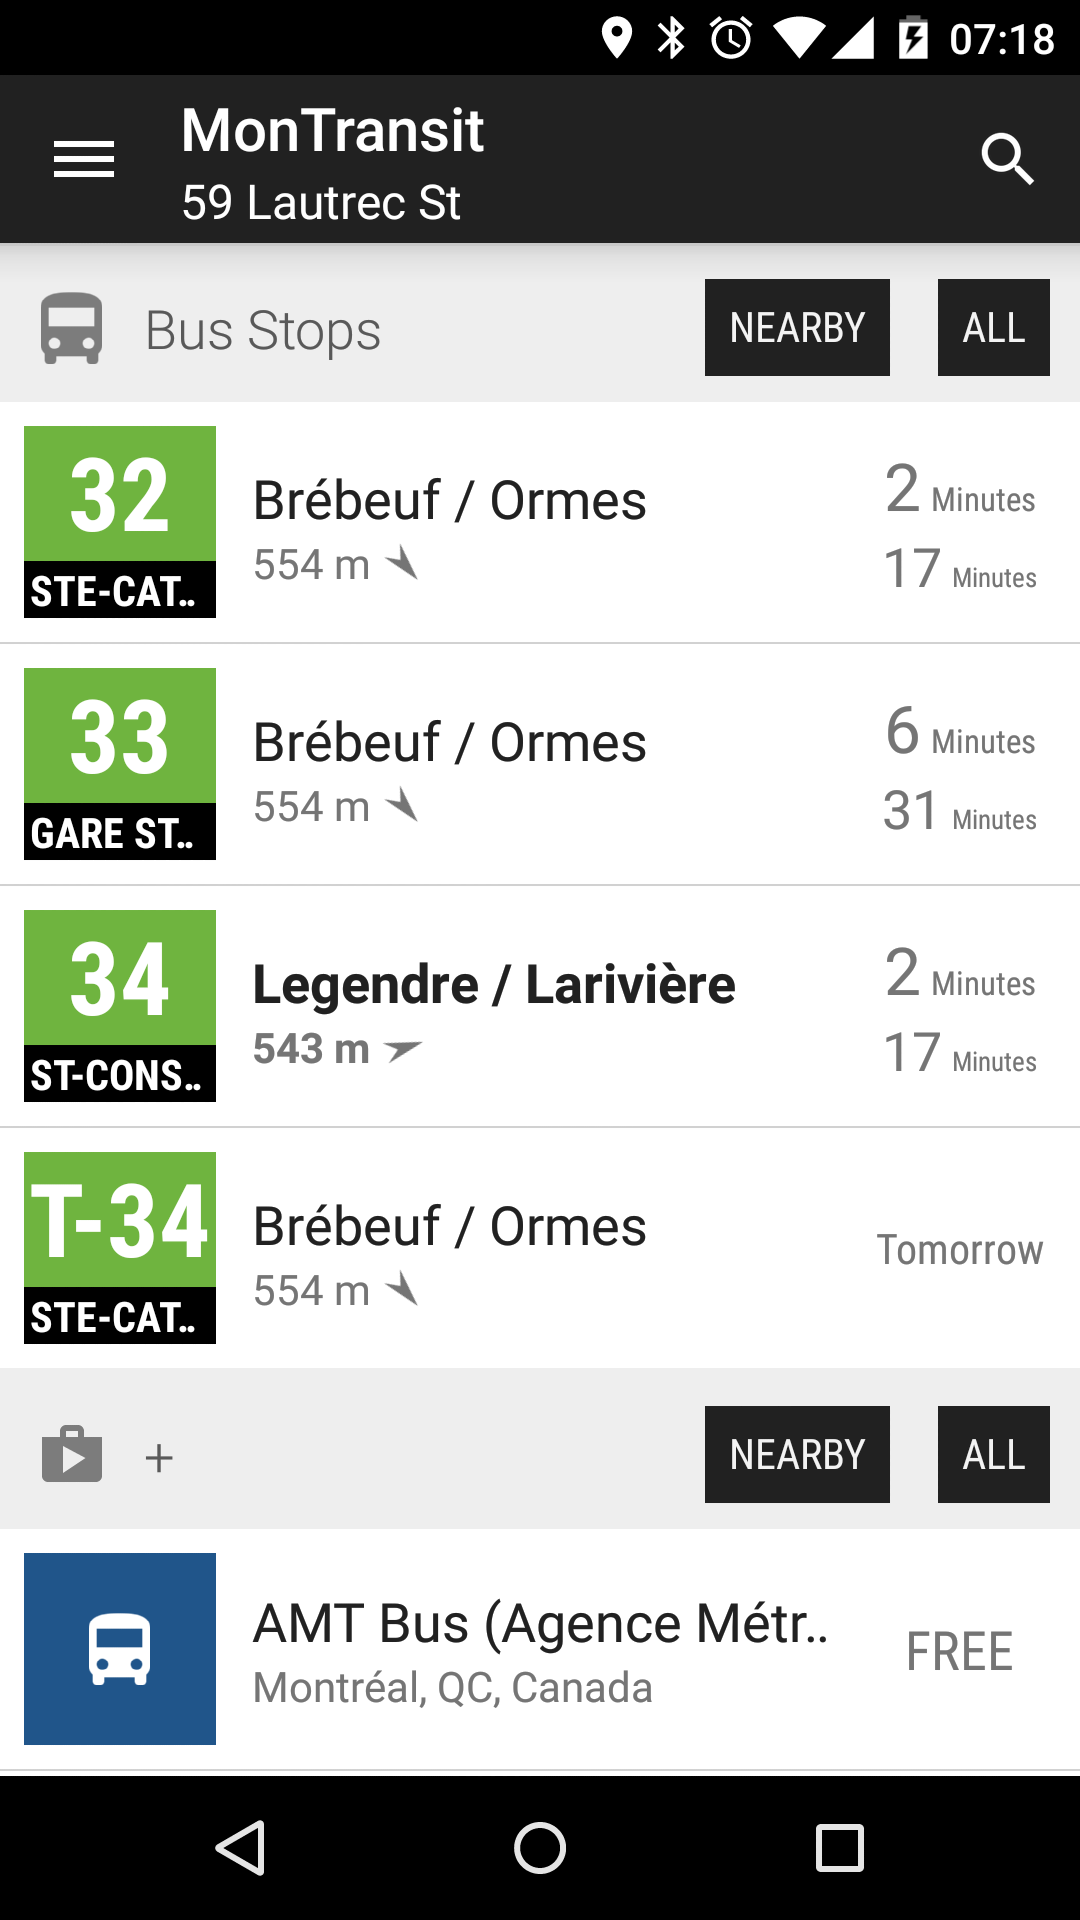 07:18
MonTransit
59 Lautrec St
Bus Stops
NEARBY
ALL
32
STE-CAT..
Brébeuf / Ormes
554 m
2 Minutes
17 Minutes
33
GARE ST..
Brébeuf / Ormes
554 m
6 Minutes
31 Minutes
34
ST-CONS..
Legendre / Larivière
543 m
2 Minutes
17 Minutes
T-34
STE-CAT..
Brébeuf / Ormes
554 m
Tomorrow
+
NEARBY
ALL
AMT Bus (Agence Métr..
Montréal, QC, Canada
FREE